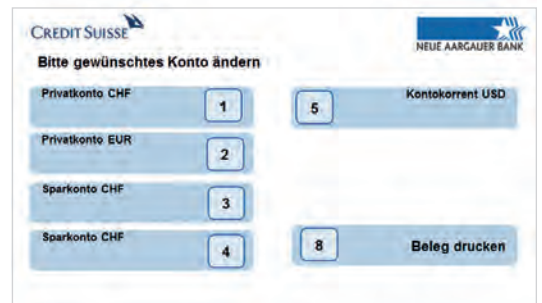 CREDIT SUISSE
NEUE AARGAUER BANK
Bitte gewünschtes Konto ändern
Privatkonto CHF
1
Privatkonto EUR
2
Sparkonto CHF
3
Sparkonto CHF
4
5
Kontokorrent USD
8
Beleg drucken